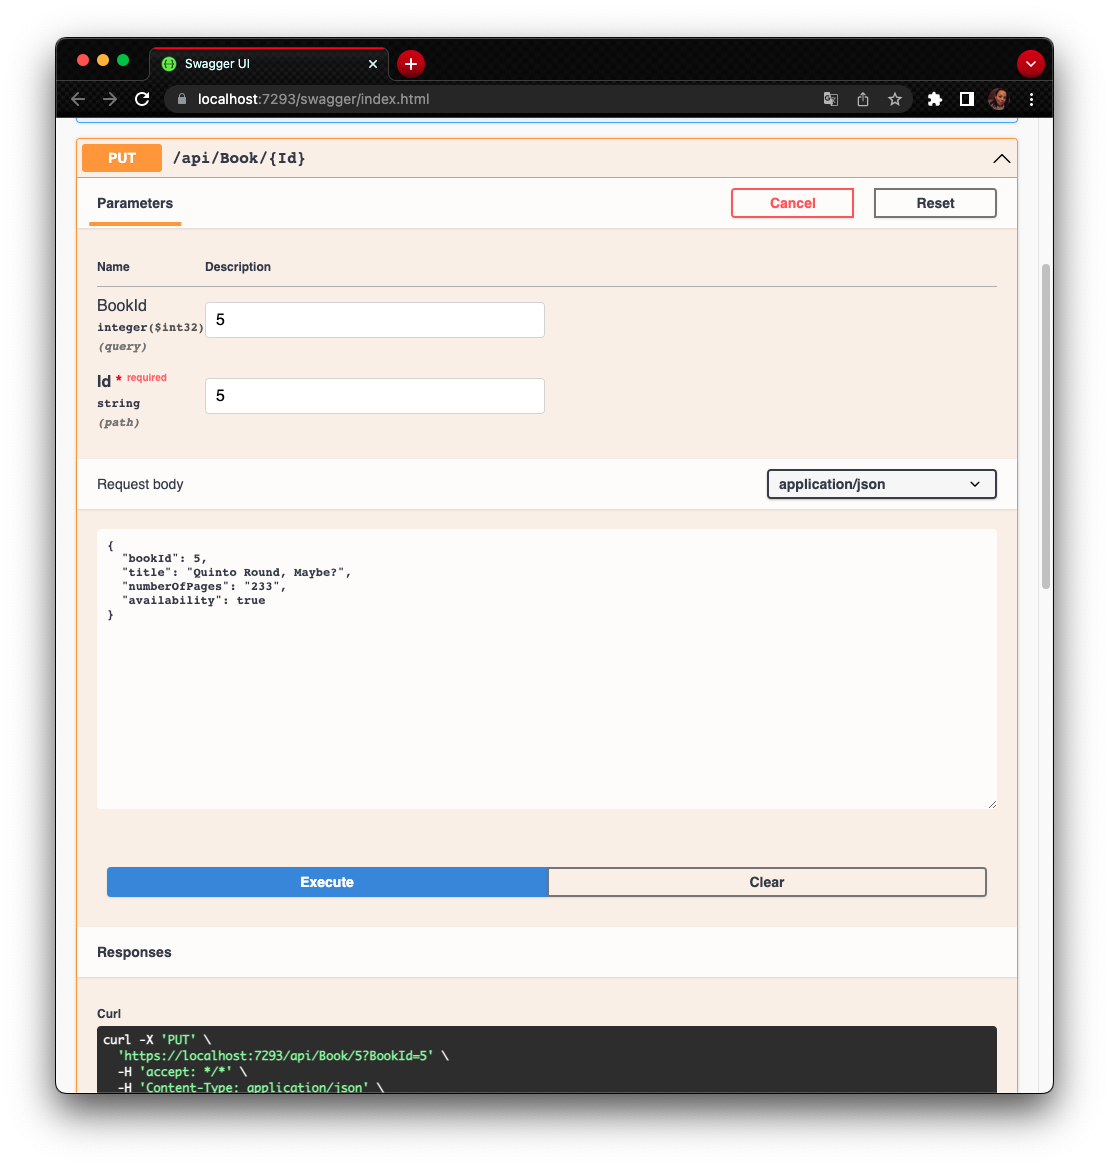 Swagger UI
localhost:7293/swagger/index.html
PUT /api/Book/{Id}
Parameters
Cancel
Reset
Name Description
BookId
integer($int32)
(query)
5
Id * required
string
(path)
5
Request body
application/json
{
"bookId": 5,
"title": "Quinto Round, Maybe?",
"numberOfPages": "233",
"availability": true
}
Execute
Clear
Responses
Curl
curl -X 'PUT' \
'https://localhost:7293/api/Book/5?BookId=5' \
-H 'accept: */*' \
-H 'Content-Type: application/json' \